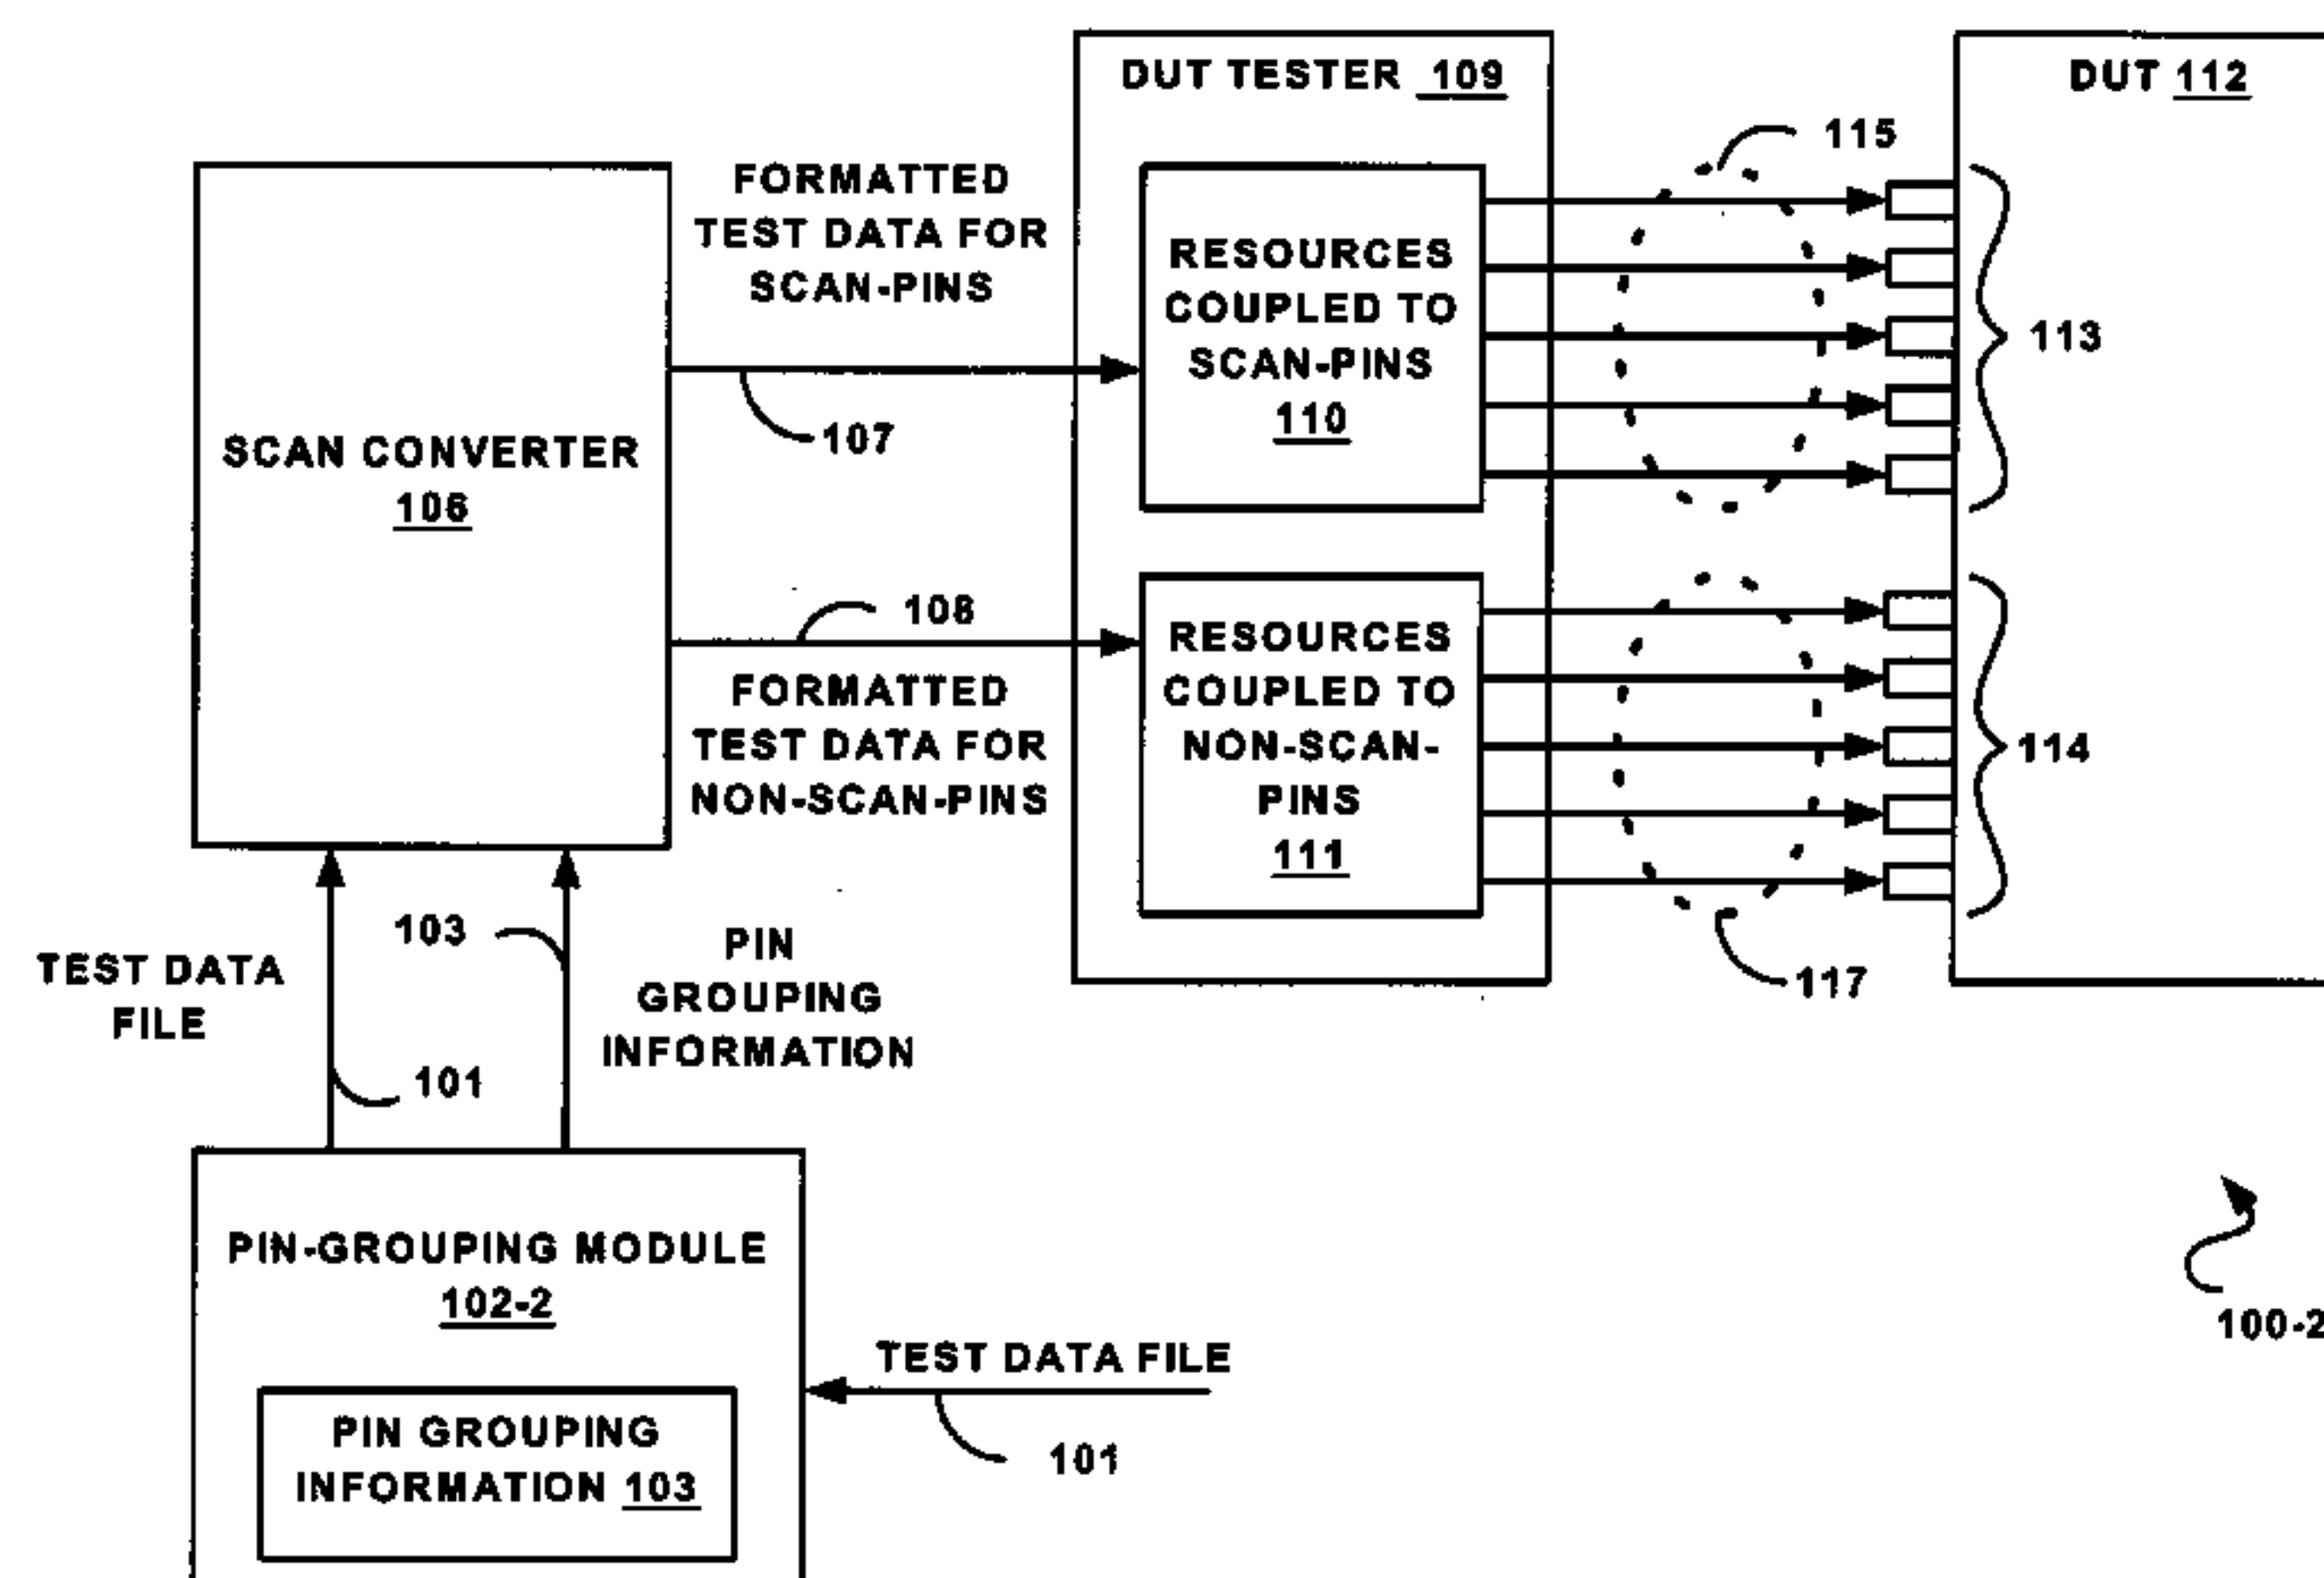 DUT TESTER 109
DUT 112
115
FORMATTED
TEST DATA FOR
SCAN-PINS
RESOURCES
COUPLED TO
SCAN-PINS
110
113
107
SCAN CONVERTER
106
108
FORMATTED
TEST DATA FOR
NON-SCAN-PINS
RESOURCES
COUPLED TO
NON-SCAN-
PINS
111
114
117
TEST DATA
FILE
103
PIN
GROUPING
INFORMATION
101
PIN-GROUPING MODULE
102-2
PIN GROUPING
INFORMATION 103
TEST DATA FILE
101
100-2